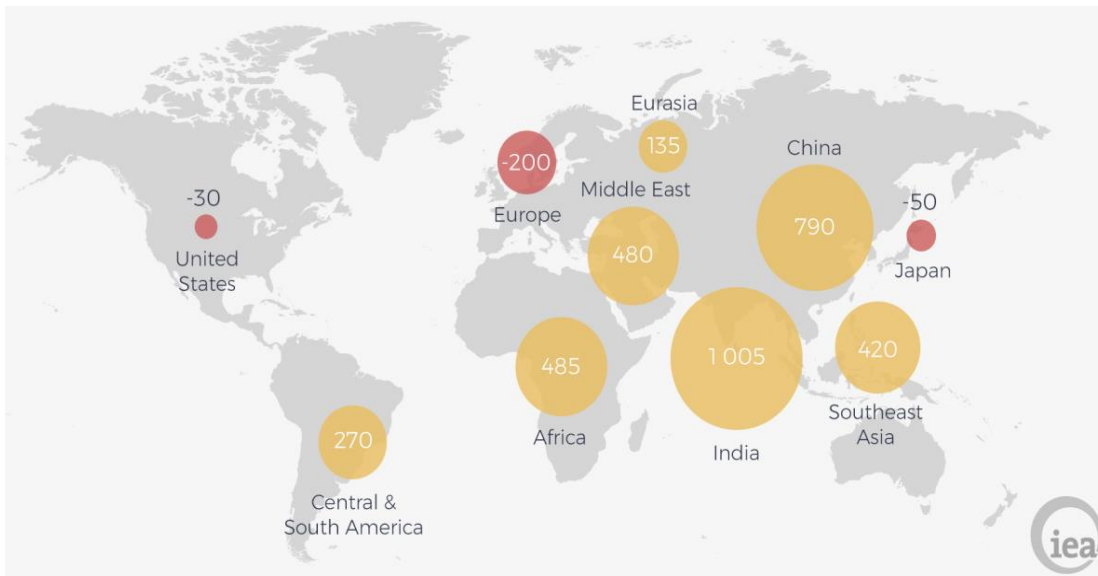 Eurasia
135
China
-200
Middle East
-50
-30
Europe
790
United
States
480
Japan
1 005
420
485
Southeast
Asia
270
Africa
India
Central &
South America
iea